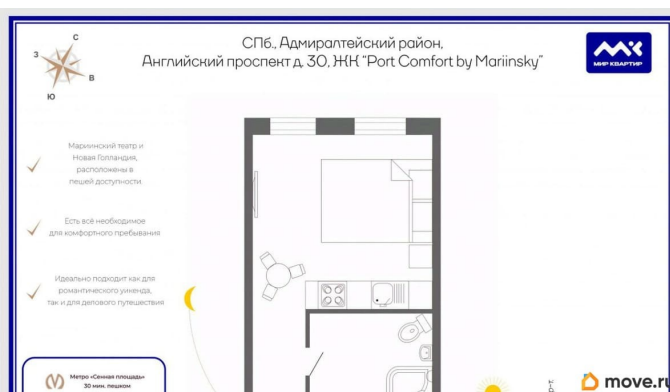 СПб., Адмиралтейский район,
Английский проспект д. 30, ЖК "Port Comfort by Mariinsky"
МИР КВАРТИР
С
З
В
Ю
Мариинский театр и
Новая Голландия,
расположены в
пешей доступности
Есть всё необходимое
для комфортного пребывания
Идеально подходит как для
романтического уикенда,
так и для делового путешествия
Метро «Сенная площадь»
30 мин. пешком
р-т.
move.ru